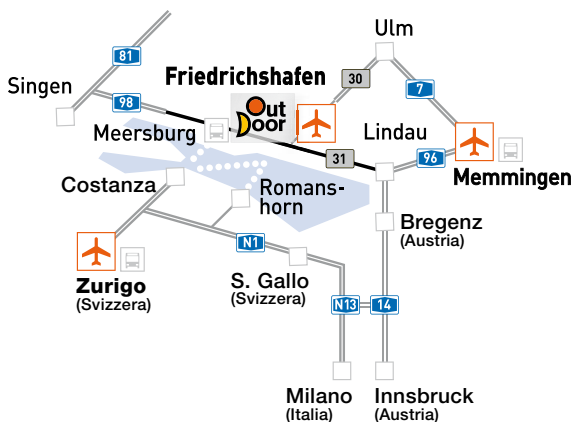 Ulm
81
Singen
Friedrichshafen
30
7
98
Out
Door
Meersburg
Lindau
31
96
Memmingen
Costanza
Romans-
horn
Bregenz
(Austria)
N1
Zurigo
(Svizzera)
S. Gallo
(Svizzera)
N13
14
Milano
(Italia)
Innsbruck
(Austria)